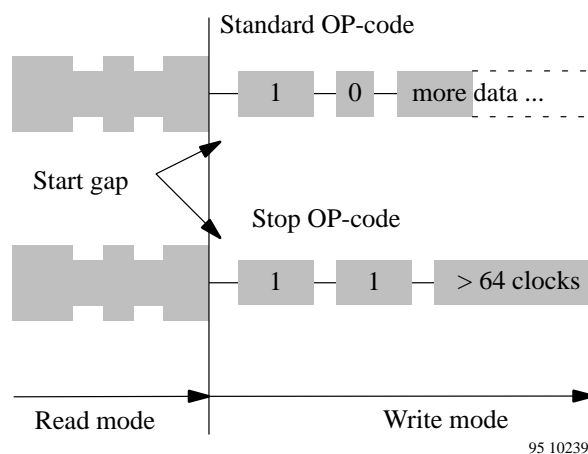 Standard OP-code
1 0 more data ...
Start gap
Stop OP-code
1 1 > 64 clocks
Read mode Write mode
95 10239